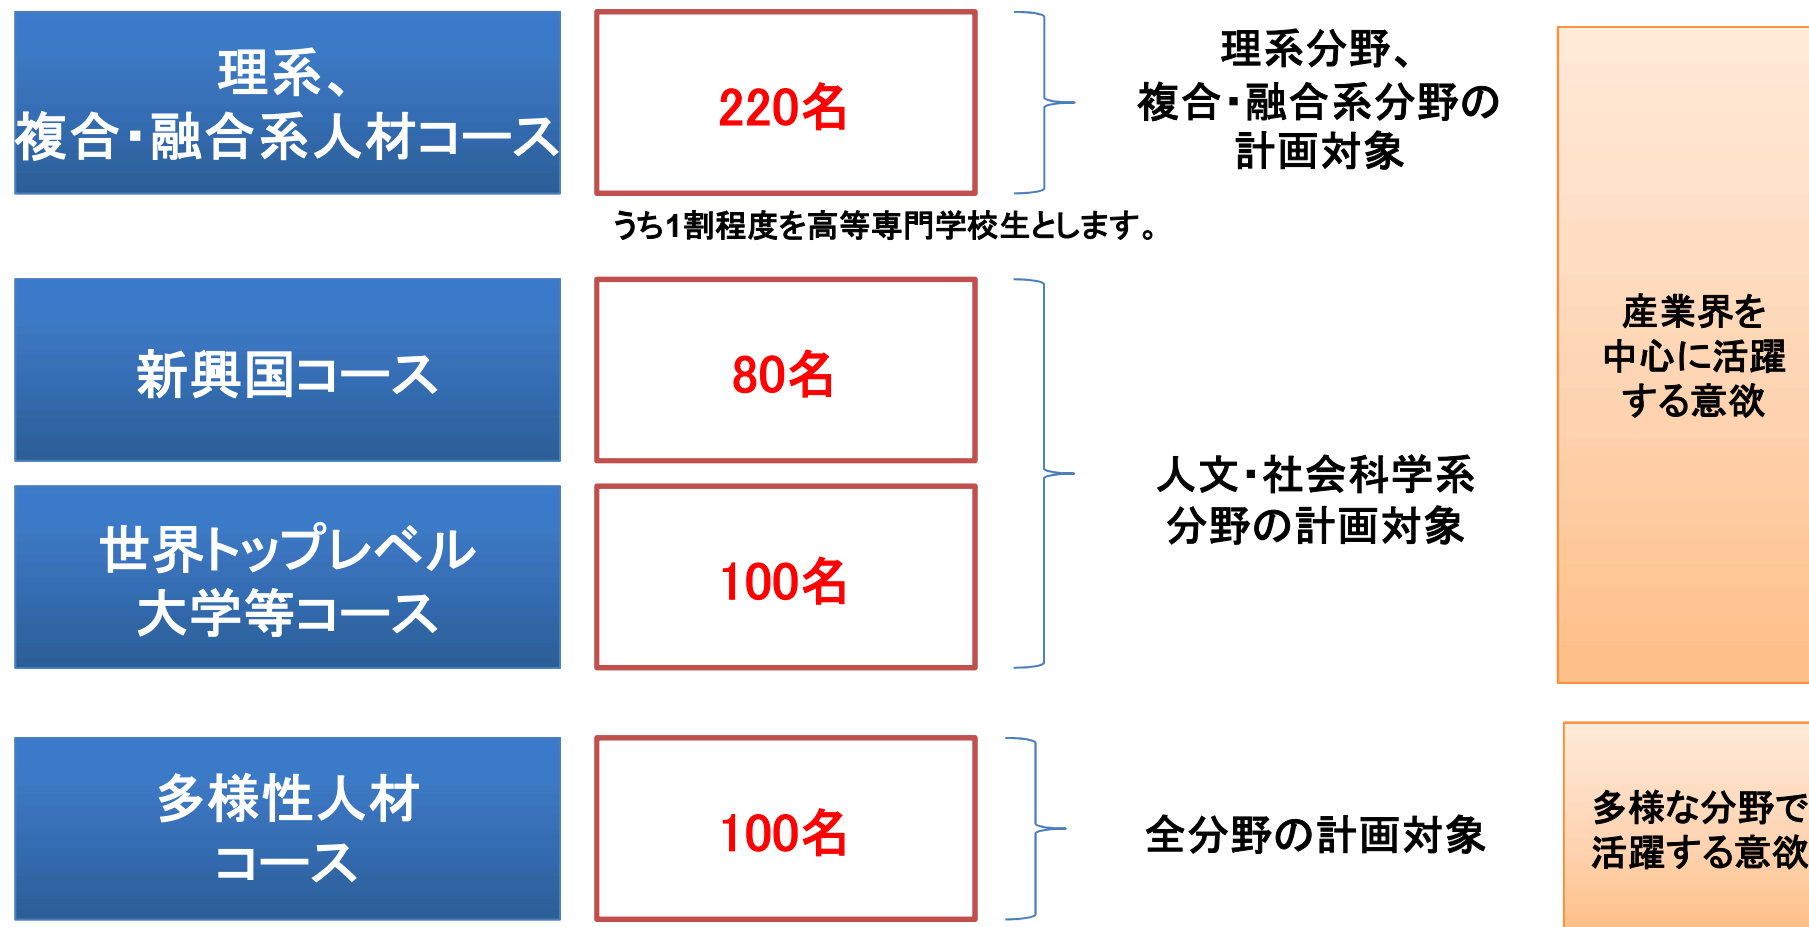 理系、
複合・融合系人材コース
220名
理系分野、
複合・融合系分野の
計画対象
うち1割程度を高等専門学校生とします。
新興国コース
80名
世界トップレベル
大学等コース
100名
人文・社会科学系
分野の計画対象
産業界を
中心に活躍
する意欲
多様性人材
コース
100名
全分野の計画対象
多様な分野で
活躍する意欲